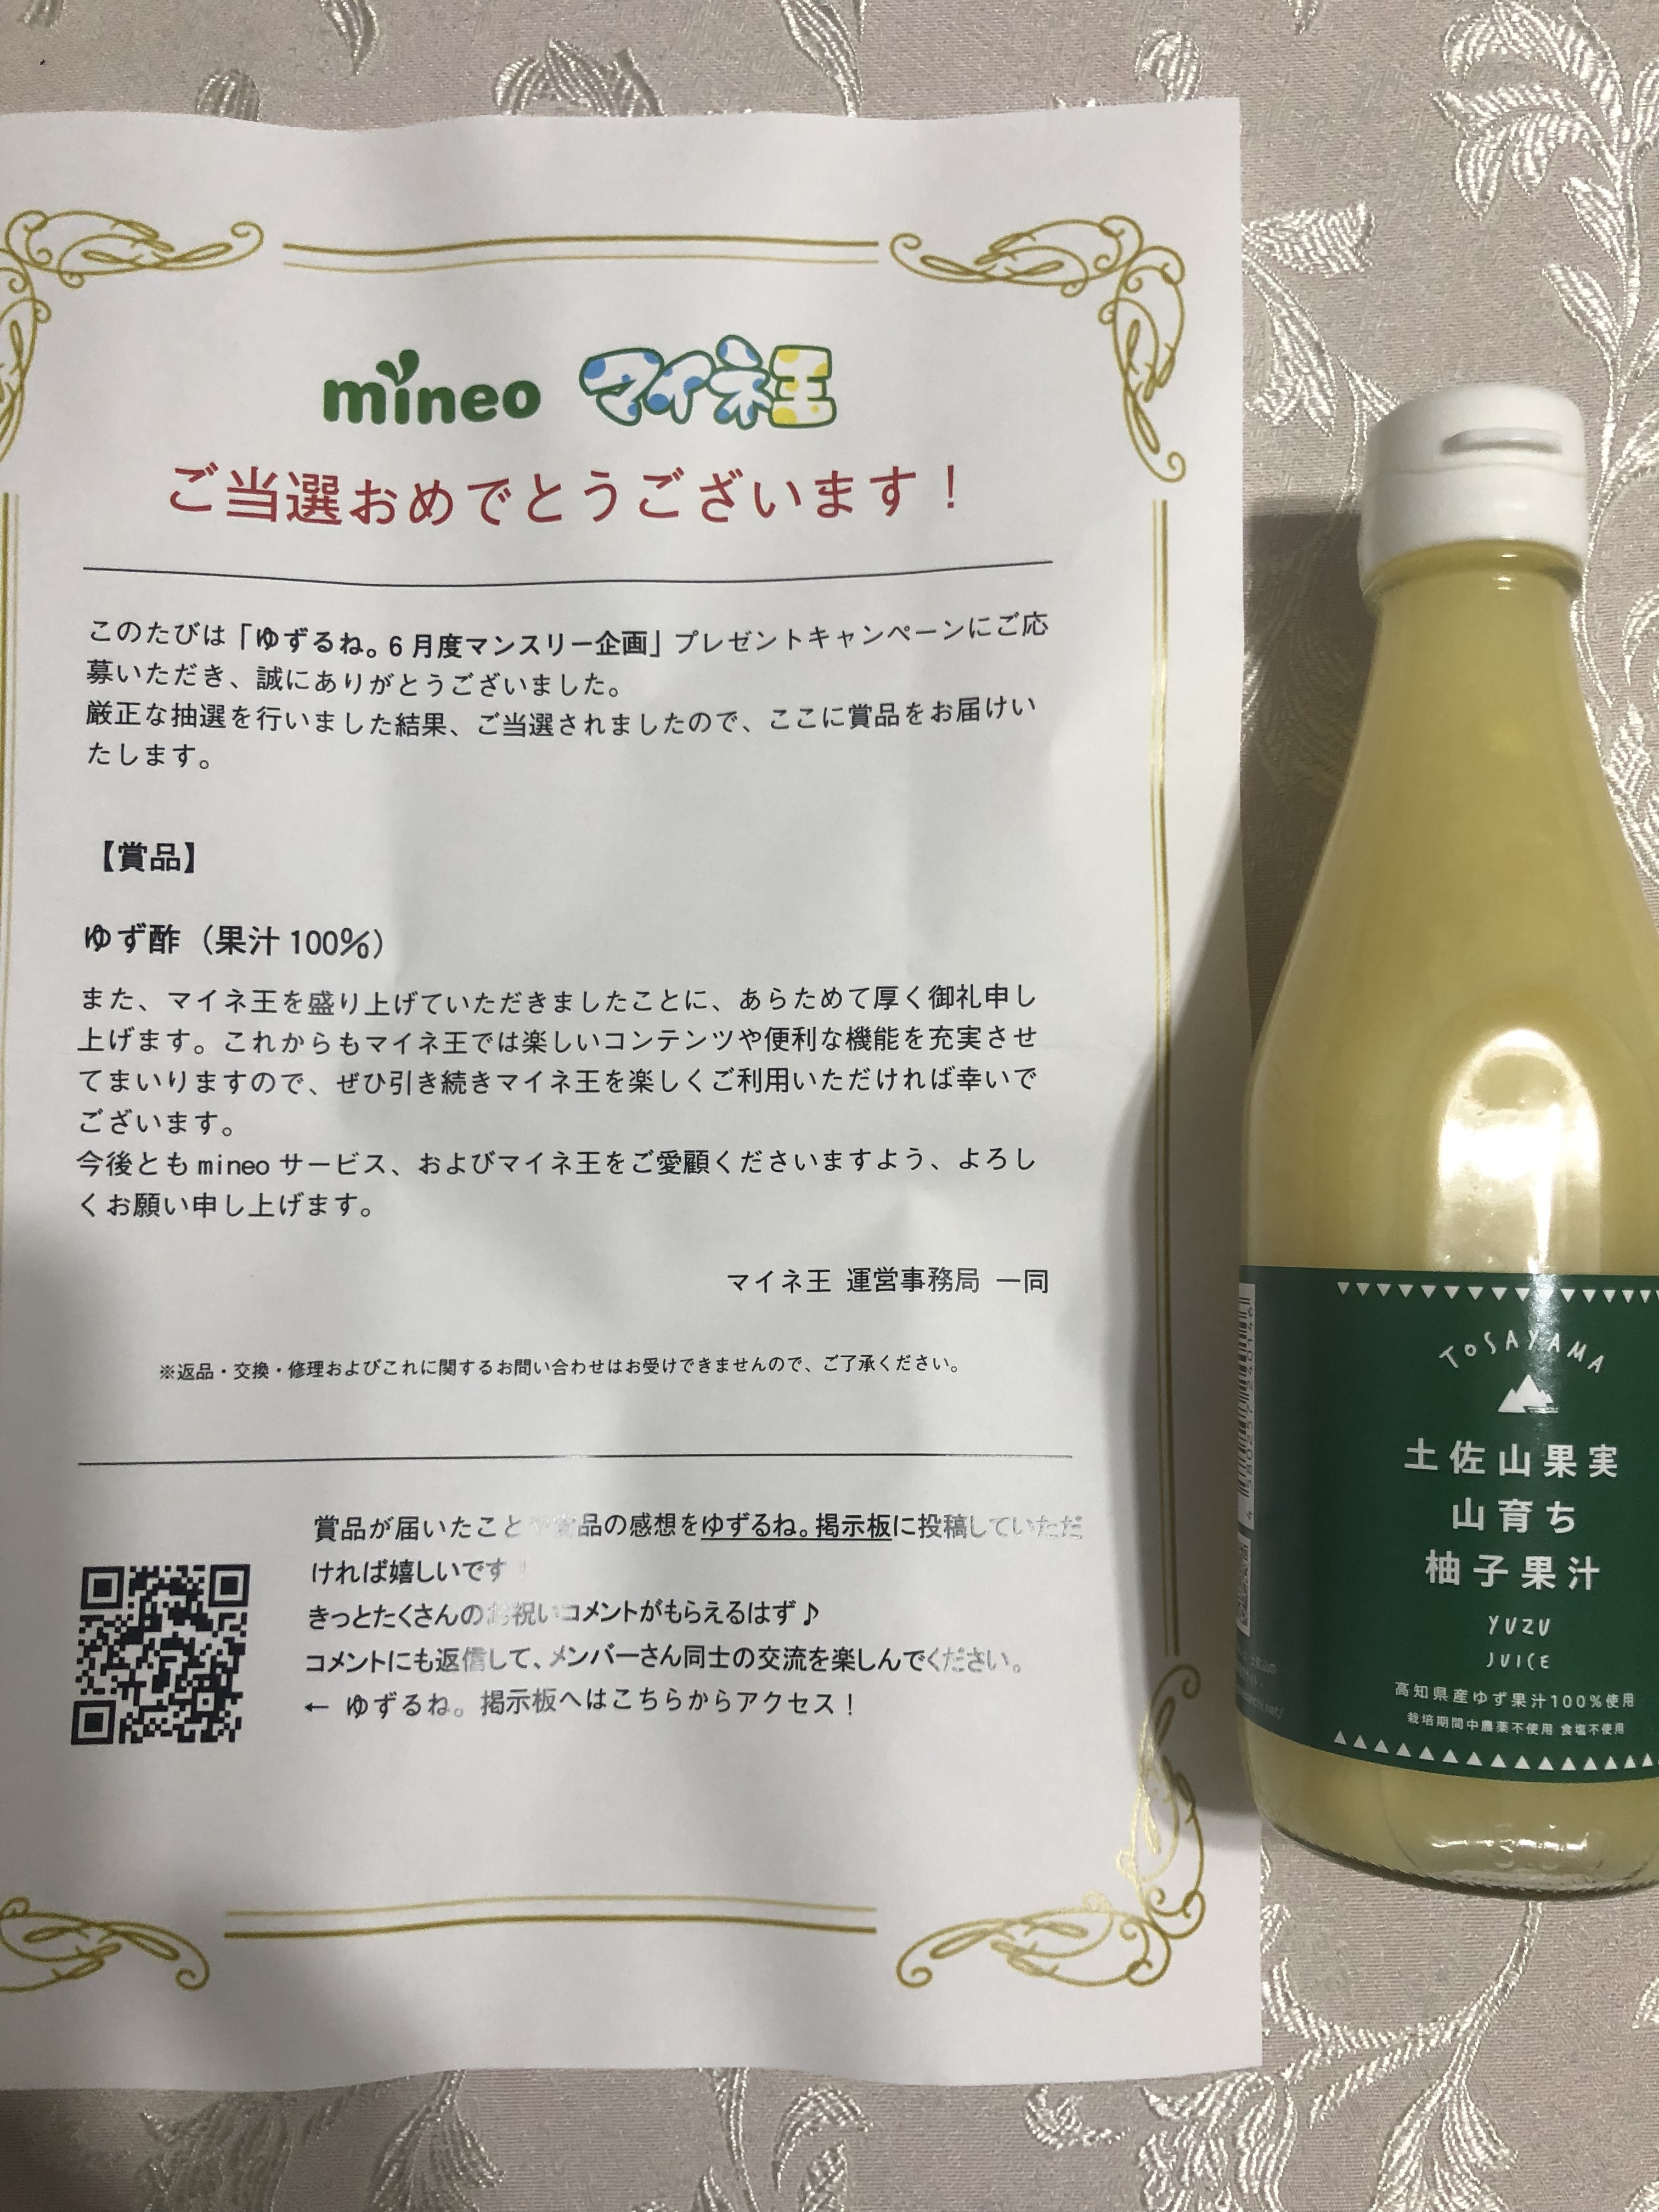 mineo マイネ王
ご当選おめでとうございます！
このたびは「ゆずるね。6月度マンスリー企画」プレゼントキャンペーンにご応
募いただき、誠にありがとうございました。
厳正な抽選を行いました結果、ご当選されましたので、ここに賞品をお届けい
たします。
【賞品】
ゆず酢（果汁100％）
また、マイネ王を盛り上げていただきましたことに、あらためて厚く御礼申し
上げます。これからもマイネ王では楽しいコンテンツや便利な機能を充実させ
てまいりますので、ぜひ引き続きマイネ王を楽しくご利用いただければ幸いで
ございます。
今後とも mineo サービス、およびマイネ王をご愛顧くださいますよう、よろし
くお願い申し上げます。
マイネ王 運営事務局 一同
※返品・交換・修理およびこれに関するお問い合わせはお受けできませんので、ご了承ください。
賞品が届いたことや賞品の感想をゆずるね。掲示板に投稿していただ
ければ嬉しいです！
きっとたくさんのお祝いコメントがもらえるはず♪
コメントにも返信して、メンバーさん同士の交流を楽しんでください。
← ゆずるね。掲示板へはこちらからアクセス！
TOSAYAMA
土佐山果実
山育ち
柚子果汁
YUZU
JUICE
高知県産ゆず果汁100%使用
栽培期間中農薬不使用 食塩不使用